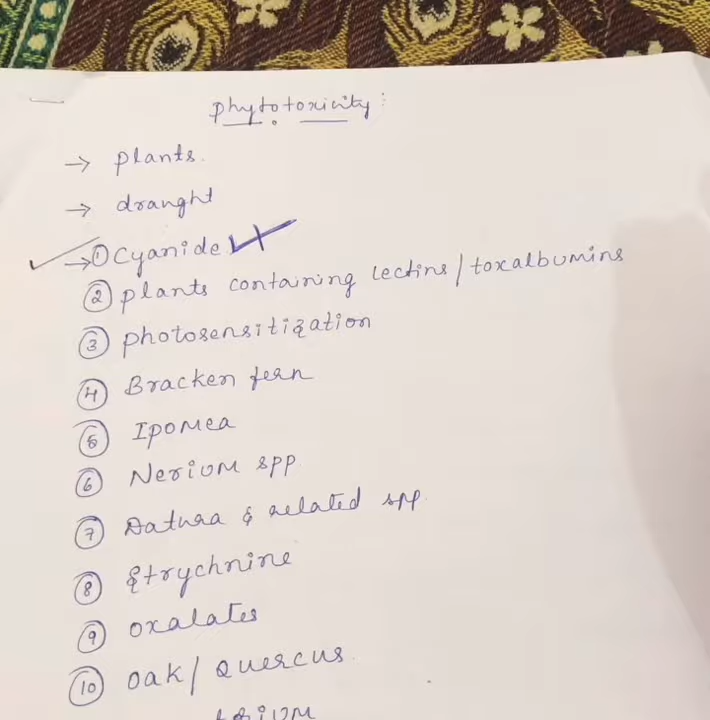 phytotoxicity:
→ plants.
→ draught
→ ① Cyanide
② plants containing lectins/toxalbumins
③ photosensitization
④ Bracken fern
⑤ Ipomea
⑥ Nerium spp.
⑦ Datura & related spp.
⑧ Strychnine
⑨ oxalates
⑩ oak/Quercus.